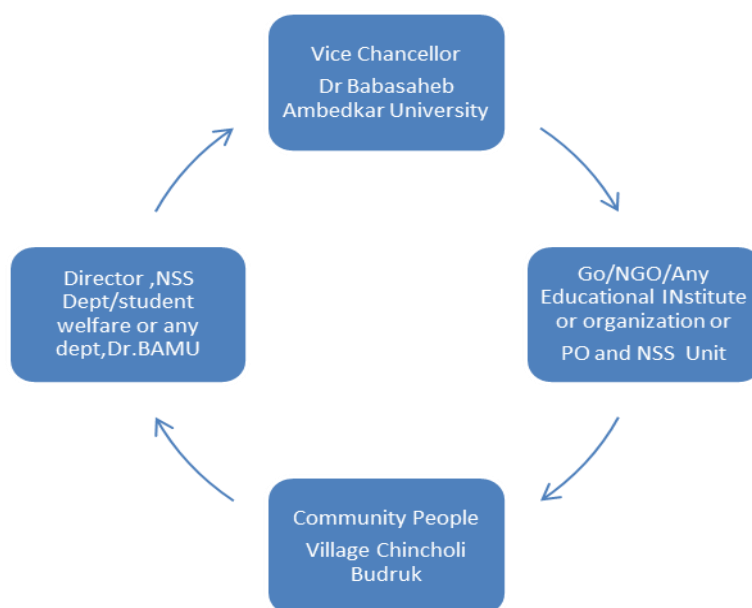 Vice Chancellor
Dr Babasaheb
Ambedkar University
Go/NGO/Any
Educational INstitute
or organization or
PO and NSS Unit
Community People
Village Chincholi
Budruk
Director ,NSS
Dept/student
welfare or any
dept,Dr.BAMU